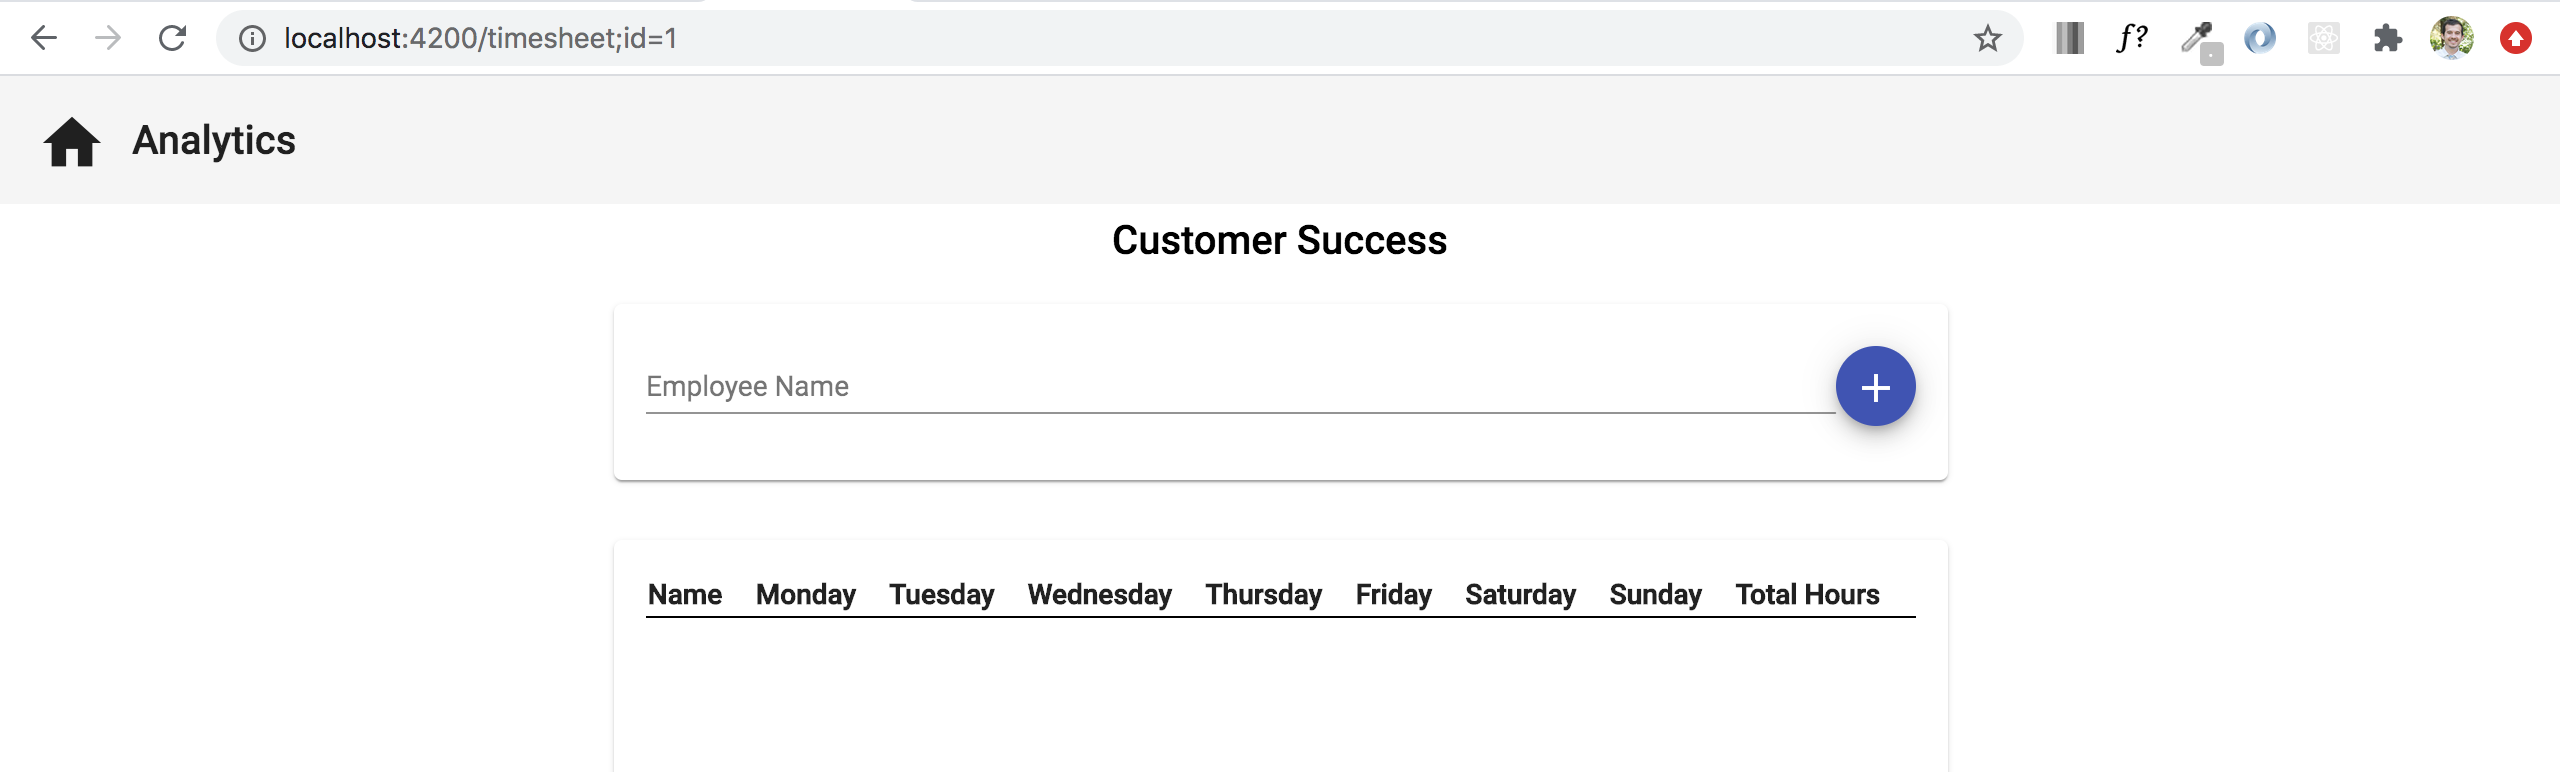 localhost:4200/timesheet;id=1
f?
Analytics
Customer Success
Employee Name
+
Name Monday Tuesday Wednesday Thursday Friday Saturday Sunday Total Hours